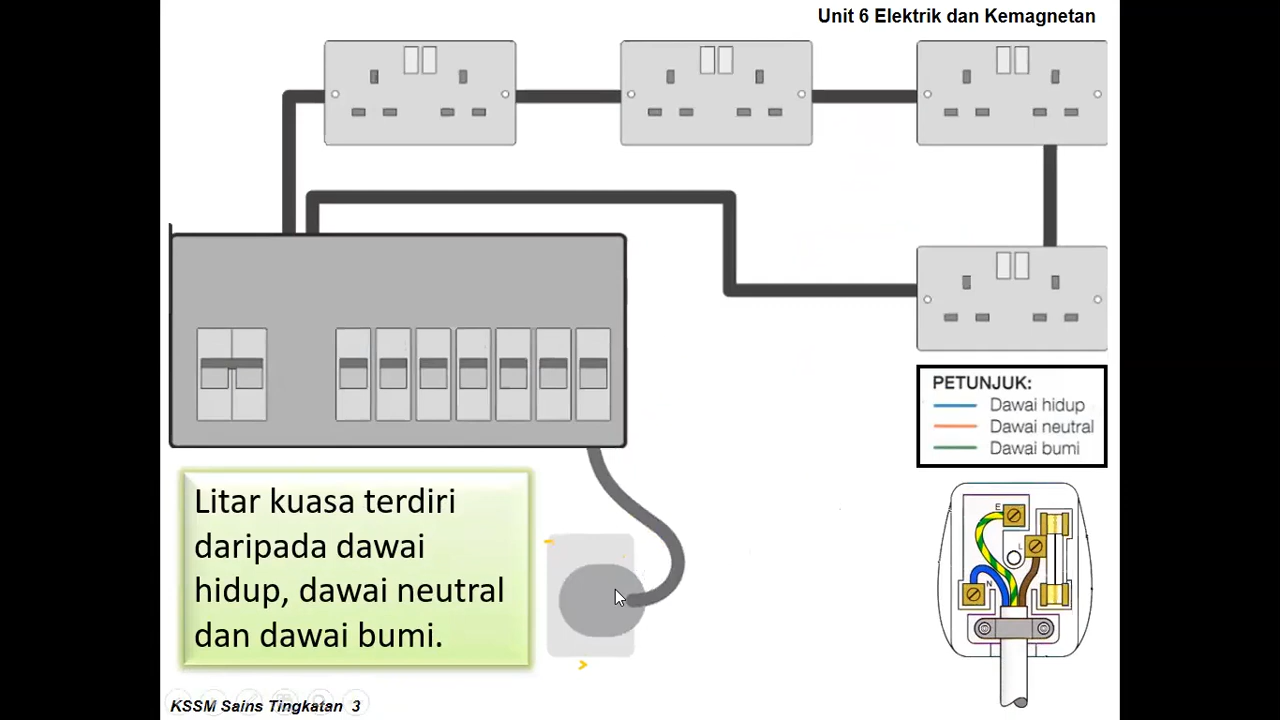 Unit 6 Elektrik dan Kemagnetan
PETUNJUK:
Dawai hidup
Dawai neutral
Dawai bumi
Litar kuasa terdiri
daripada dawai
hidup, dawai neutral
dan dawai bumi.
E
L
N
KSSM Sains Tingkatan 3